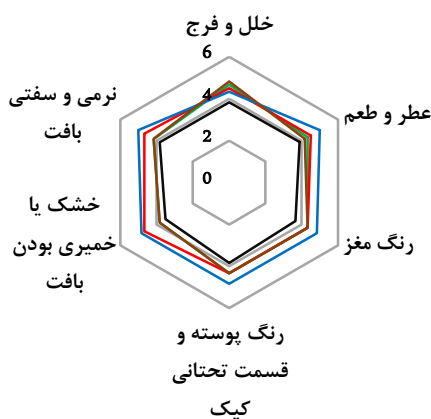 خلل و فرج
6
4
2
0
عطر و طعم
رنگ مغز
رنگ پوسته و
قسمت تحتانی
کیک
خشک یا
خمیری بودن
بافت
نرمی و سفتی
بافت